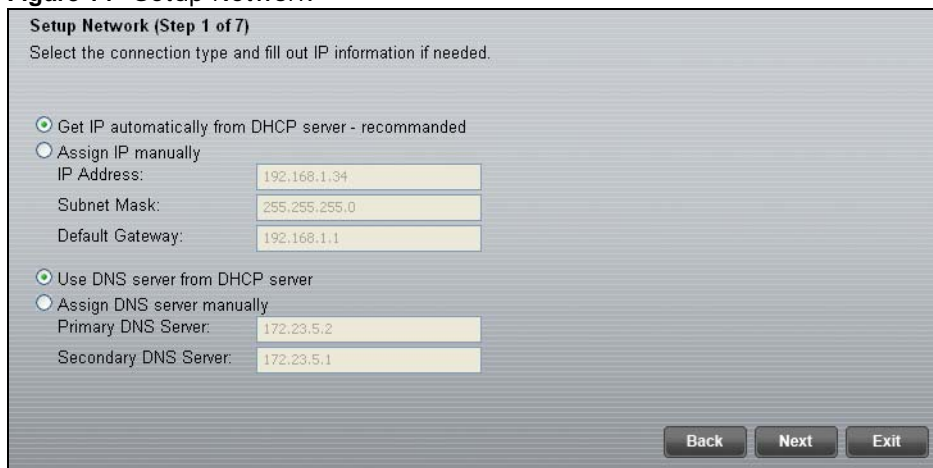 Setup Network (Step 1 of 7)
Select the connection type and fill out IP information if needed.
Get IP automatically from DHCP server - recommanded
Assign IP manually
IP Address: 192.168.1.34
Subnet Mask: 255.255.255.0
Default Gateway: 192.168.1.1
Use DNS server from DHCP server
Assign DNS server manually
Primary DNS Server: 172.23.5.2
Secondary DNS Server: 172.23.5.1
Back Next Exit